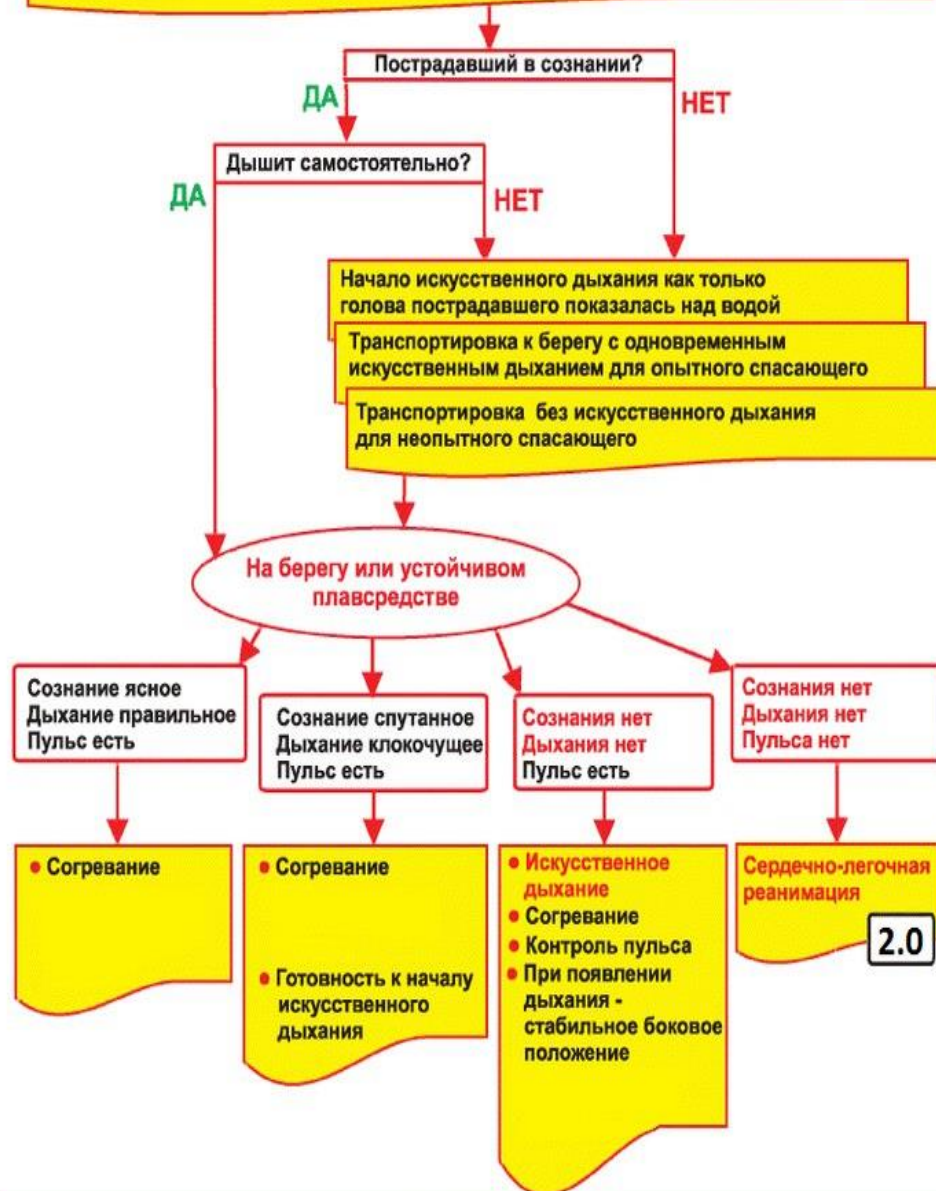 Пострадавший в сознании?
ДА
НЕТ
Дышит самостоятельно?
ДА
НЕТ
Начало искусственного дыхания как только
голова пострадавшего показалась над водой
Транспортировка к берегу с одновременным
искусственным дыханием для опытного спасающего
Транспортировка без искусственного дыхания
для неопытного спасающего
На берегу или устойчивом
плавсредстве
Сознание ясное
Дыхание правильное
Пульс есть
Сознание спутанное
Дыхание клокочущее
Пульс есть
Сознания нет
Дыхания нет
Пульс есть
Сознания нет
Дыхания нет
Пульса нет
• Согревание
• Согревание
• Готовность к началу
искусственного
дыхания
• Искусственное
дыхание
• Согревание
• Контроль пульса
• При появлении
дыхания -
стабильное боковое
положение
Сердечно-легочная
реанимация
2.0